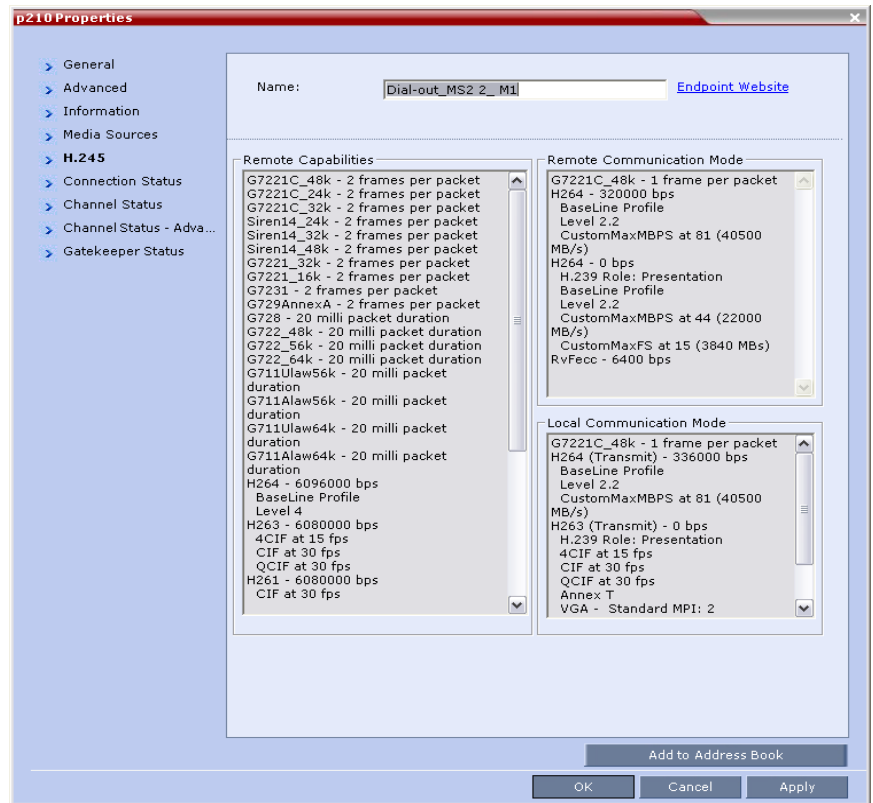 p210 Properties
General
Advanced
Information
Media Sources
H.245
Connection Status
Channel Status
Channel Status - Adva...
Gatekeeper Status
Name:
Dial-out_MS2 2_ M1
Endpoint Website
Remote Capabilities
G7221C_48k - 2 frames per packet
G7221C_24k - 2 frames per packet
G7221C_32k - 2 frames per packet
Siren14_24k - 2 frames per packet
Siren14_32k - 2 frames per packet
Siren14_48k - 2 frames per packet
G7221_32k - 2 frames per packet
G7221_16k - 2 frames per packet
G7231 - 2 frames per packet
G729AnnexA - 2 frames per packet
G728 - 20 milli packet duration
G722_48k - 20 milli packet duration
G722_56k - 20 milli packet duration
G722_64k - 20 milli packet duration
G711Ulaw56k - 20 milli packet
duration
G711Alaw56k - 20 milli packet
duration
G711Ulaw64k - 20 milli packet
duration
G711Alaw64k - 20 milli packet
duration
H264 - 6096000 bps
BaseLine Profile
Level 4
H263 - 6080000 bps
4CIF at 15 fps
CIF at 30 fps
QCIF at 30 fps
H261 - 6080000 bps
CIF at 30 fps
Remote Communication Mode
G7221C_48k - 1 frame per packet
H264 - 320000 bps
BaseLine Profile
Level 2.2
CustomMaxMBPS at 81 (40500
MB/s)
H264 - 0 bps
H.239 Role: Presentation
BaseLine Profile
Level 2.2
CustomMaxMBPS at 44 (22000
MB/s)
CustomMaxFS at 15 (3840 MBs)
RvFecc - 6400 bps
Local Communication Mode
G7221C_48k - 1 frame per packet
H264 (Transmit) - 336000 bps
BaseLine Profile
Level 2.2
CustomMaxMBPS at 81 (40500
MB/s)
H263 (Transmit) - 0 bps
H.239 Role: Presentation
4CIF at 15 fps
CIF at 30 fps
QCIF at 30 fps
Annex T
VGA - Standard MPI: 2
Add to Address Book
OK
Cancel
Apply